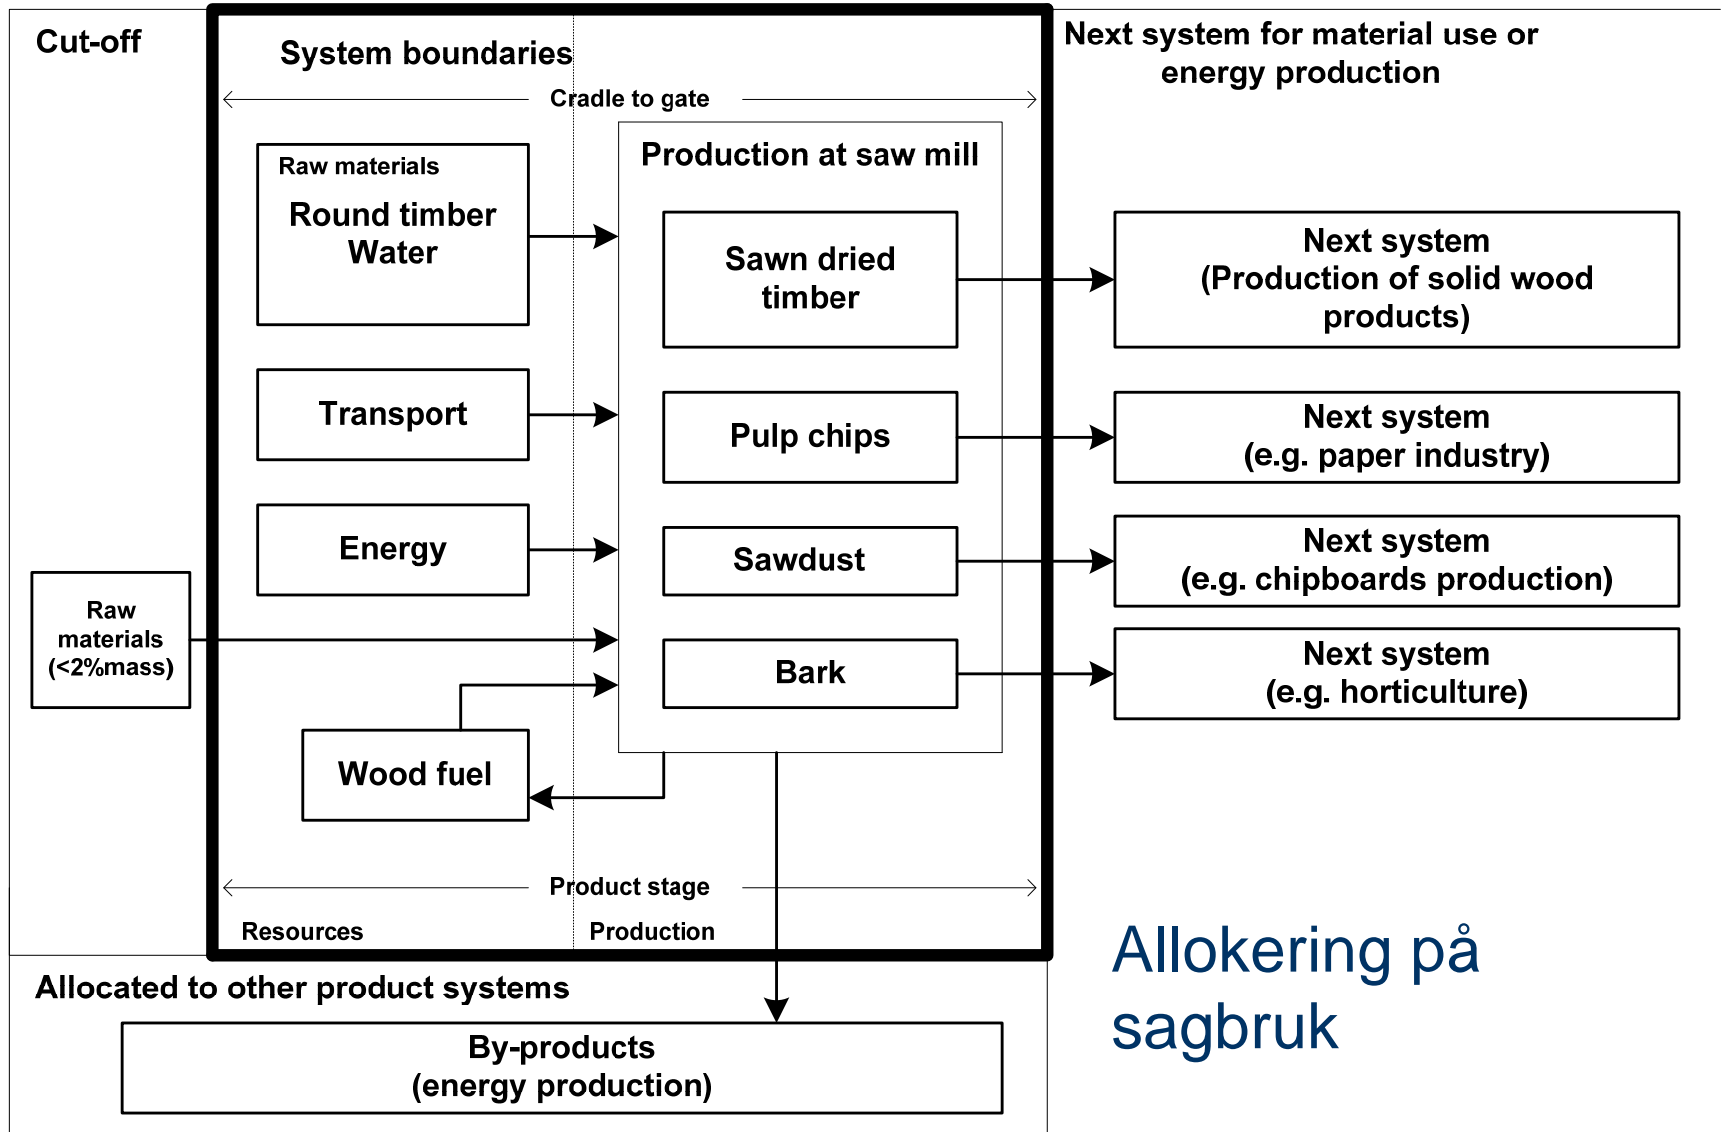 Cut-off
System boundaries
Next system for material use or
energy production
Cradle to gate
Raw materials
Round timber
Water
Production at saw mill
Sawn dried
timber
Next system
(Production of solid wood
products)
Transport
Pulp chips
Next system
(e.g. paper industry)
Energy
Sawdust
Next system
(e.g. chipboards production)
Raw
materials
(<2%mass)
Bark
Next system
(e.g. horticulture)
Wood fuel
Product stage
Resources
Production
Allocated to other product systems
By-products
(energy production)
Allokering på
sagbruk